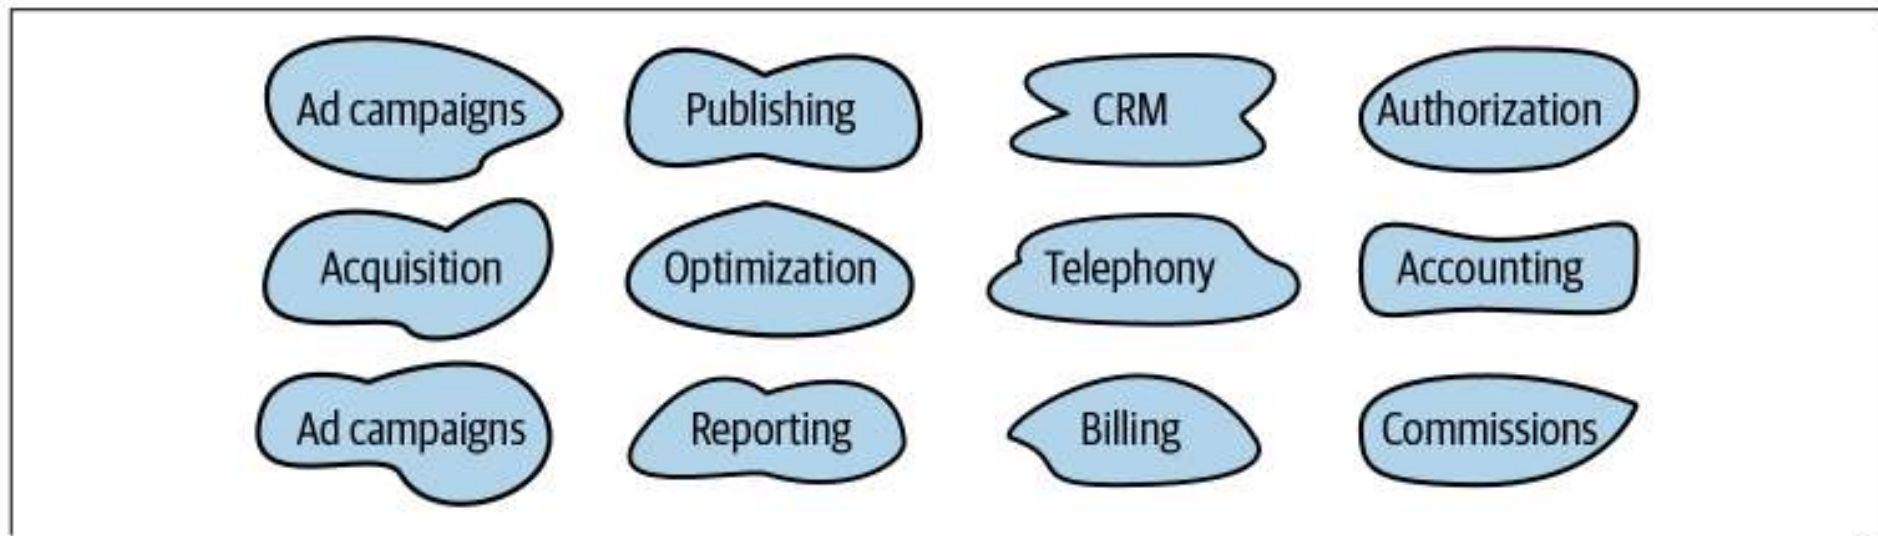 Ad campaigns Publishing CRM Authorization
Acquisition Optimization Telephony Accounting
Ad campaigns Reporting Billing Commissions